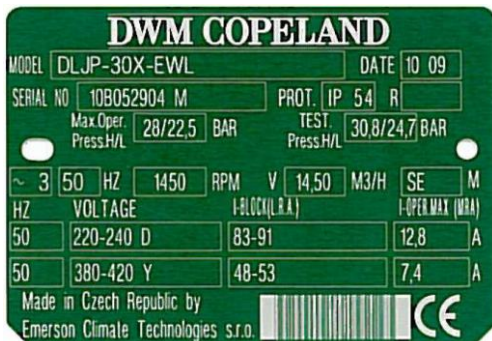 DWM COPELAND
MODEL DLJP-30X-EWL DATE 10 09
SERIAL NO 10B052904 M PROT. IP 54 R
Max.Oper. Press.H/L 28/22,5 BAR TEST. Press.H/L 30,8/24,7 BAR
~ 3 50 HZ 1450 RPM V 14,50 M3/H SE M
HZ VOLTAGE I-BLOCK(L.R.A.) I-OPER.MAX (MRA)
50 220-240 D 83-91 12,8 A
50 380-420 Y 48-53 7,4 A
Made in Czech Republic by
Emerson Climate Technologies s.r.o. CE